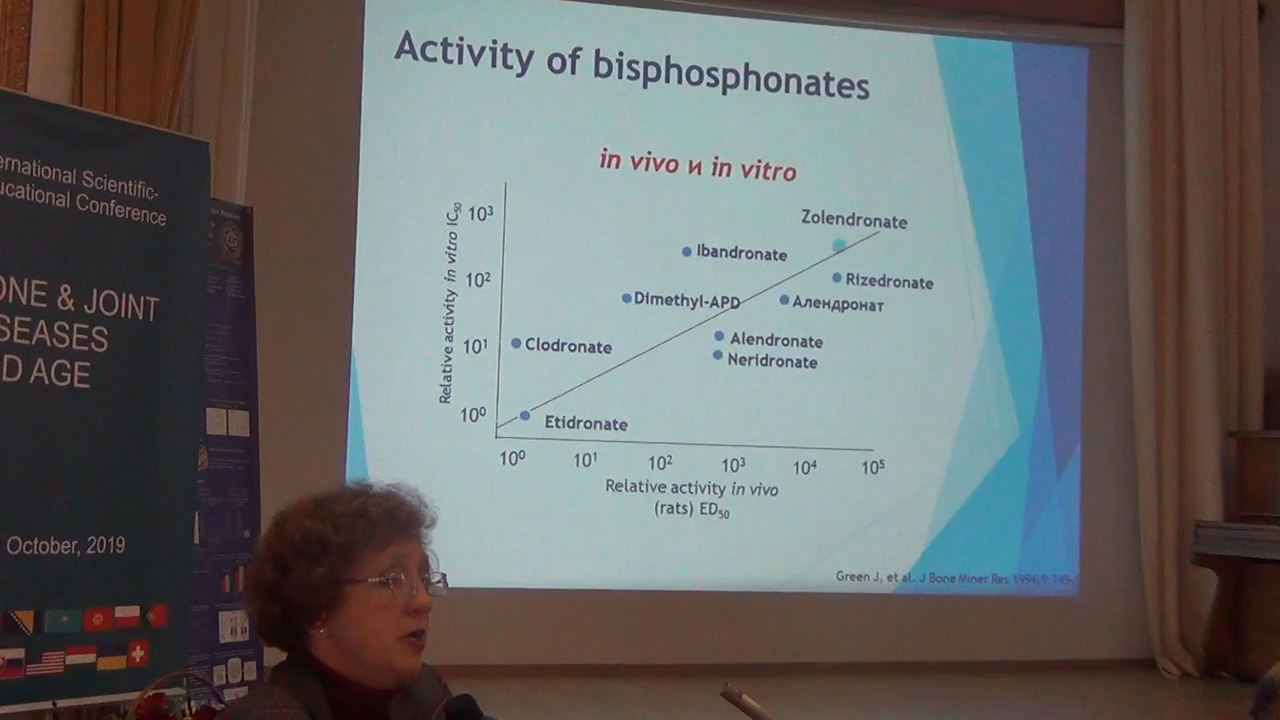 Activity of bisphosphonates
in vivo и in vitro
Relative activity in vitro IC50
10³
10²
10¹
10⁰
Zolendronate
Ibandronate
Rizedronate
Dimethyl-APD
Алендронат
Alendronate
Clodronate
Neridronate
Etidronate
10⁰ 10¹ 10² 10³ 10⁴ 10⁵
Relative activity in vivo
(rats) ED50
Green J, et al. J Bone Miner Res 1994;9:745-
ernational Scientific-
ucational Conference
ONE & JOINT
SEASES
D AGE
October, 2019